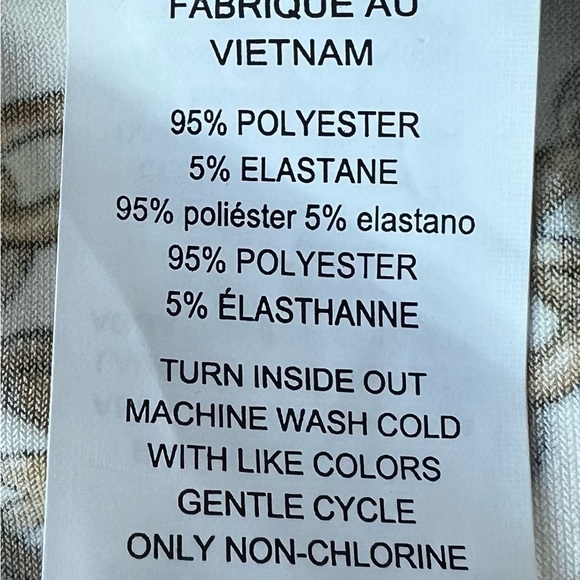 FABRIQUÉ AU
VIETNAM
95% POLYESTER
5% ELASTANE
95% poliéster 5% elastano
95% POLYESTER
5% ÉLASTHANNE
TURN INSIDE OUT
MACHINE WASH COLD
WITH LIKE COLORS
GENTLE CYCLE
ONLY NON-CHLORINE